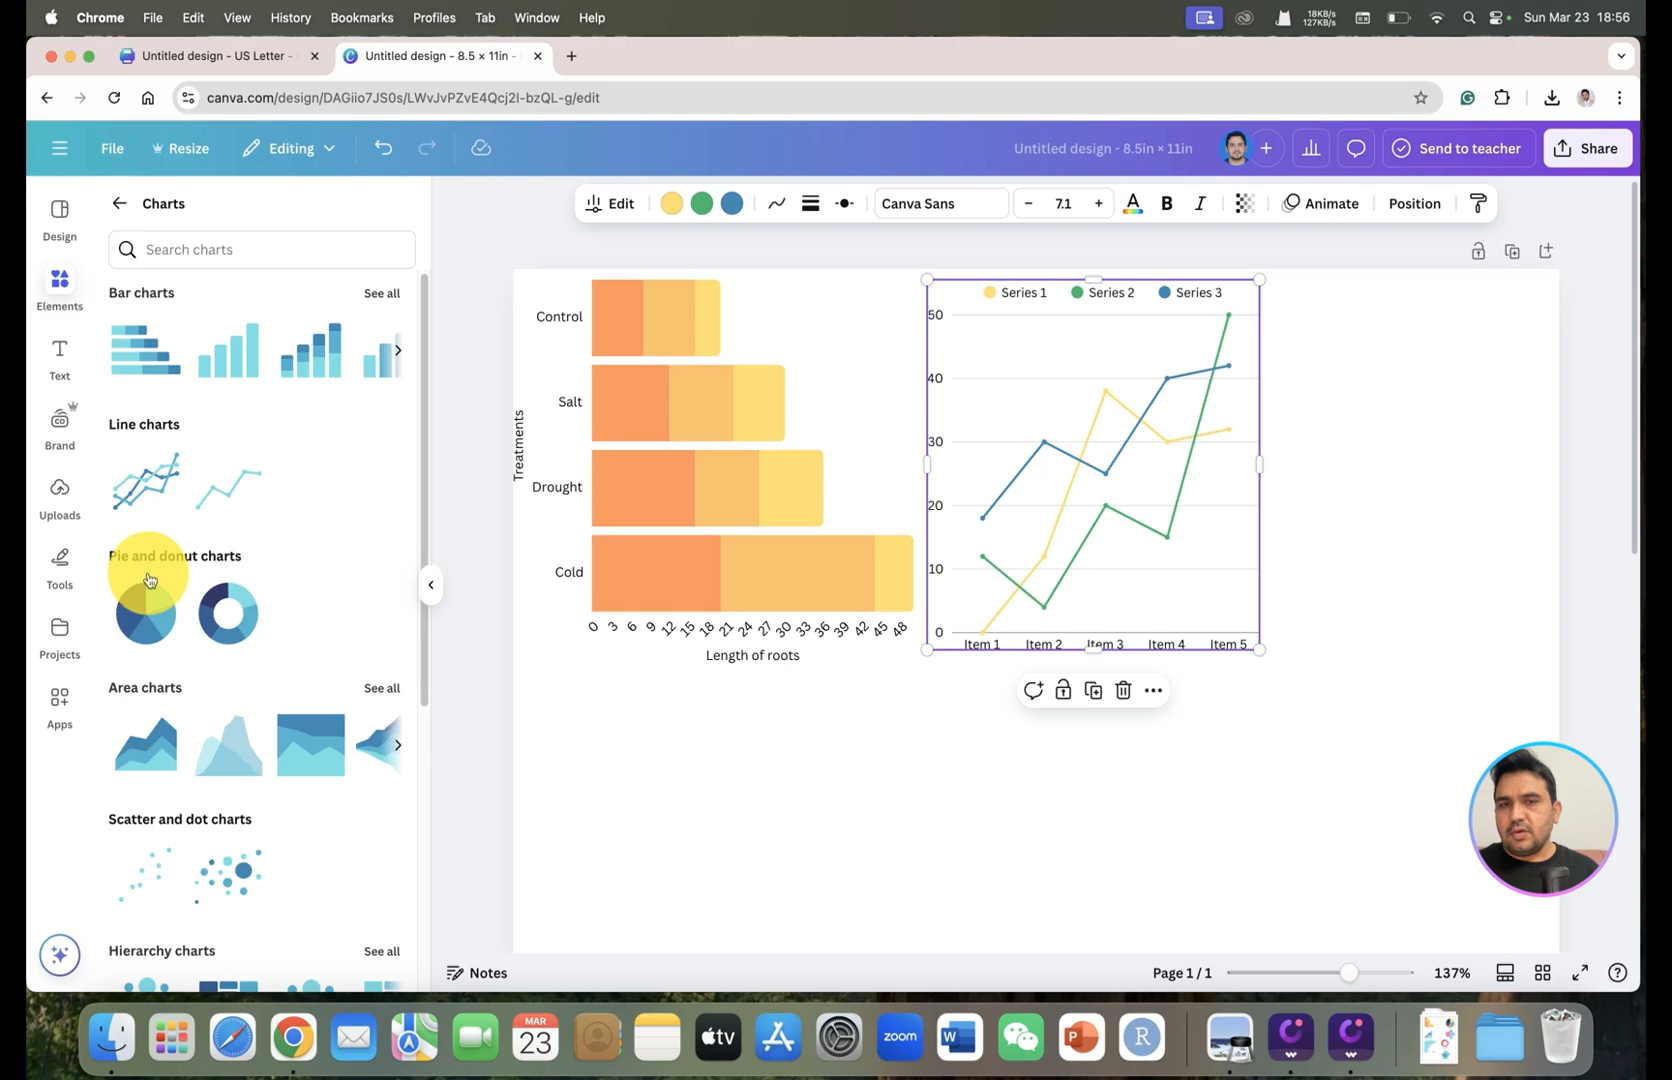 Chrome File Edit View History Bookmarks Profiles Tab Window Help
18KB/s
127KB/s
Sun Mar 23 18:56
Untitled design - US Letter -
Untitled design - 8.5 × 11in -
canva.com/design/DAGiio7JS0s/LWvJvPZvE4Qcj2I-bzQL-g/edit
File Resize Editing
Untitled design - 8.5in × 11in
Send to teacher
Share
Design
Elements
Text
Brand
Uploads
Tools
Projects
Apps
Charts
Search charts
Bar charts See all
Line charts
Pie and donut charts
Area charts See all
Scatter and dot charts
Hierarchy charts See all
Edit
Canva Sans
− 7.1 +
A B I
Animate
Position
Treatments
Control
Salt
Drought
Cold
0 3 6 9 12 15 18 21 24 27 30 33 36 39 42 45 48
Length of roots
Series 1 Series 2 Series 3
50
40
30
20
10
0
Item 1 Item 2 Item 3 Item 4 Item 5
Notes
Page 1 / 1
137%
MAR
23
tv
zoom
W
P
R